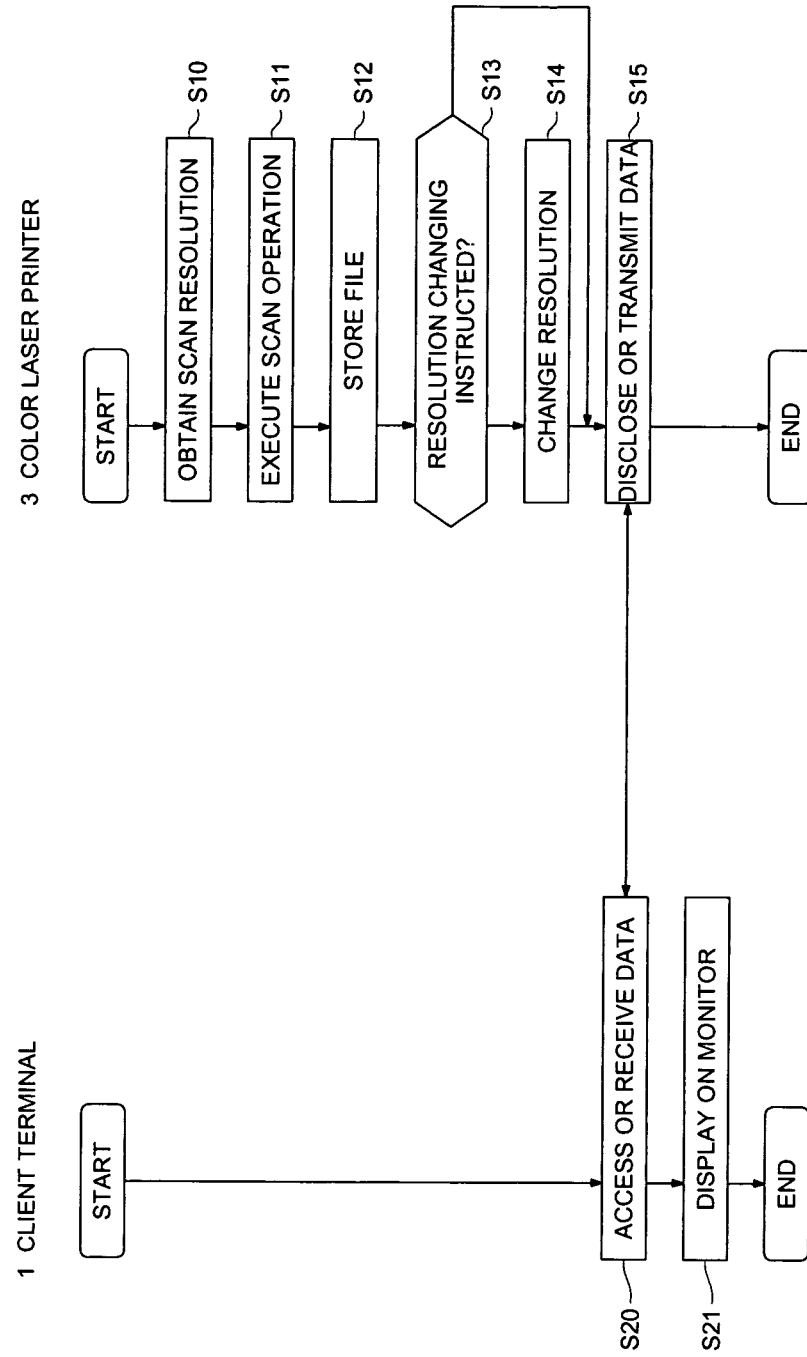 1 CLIENT TERMINAL
START
ACCESS OR RECEIVE DATA
S20
DISPLAY ON MONITOR
S21
END
3 COLOR LASER PRINTER
START
OBTAIN SCAN RESOLUTION
S10
EXECUTE SCAN OPERATION
S11
STORE FILE
S12
RESOLUTION CHANGING
INSTRUCTED?
S13
CHANGE RESOLUTION
S14
DISCLOSE OR TRANSMIT DATA
S15
END